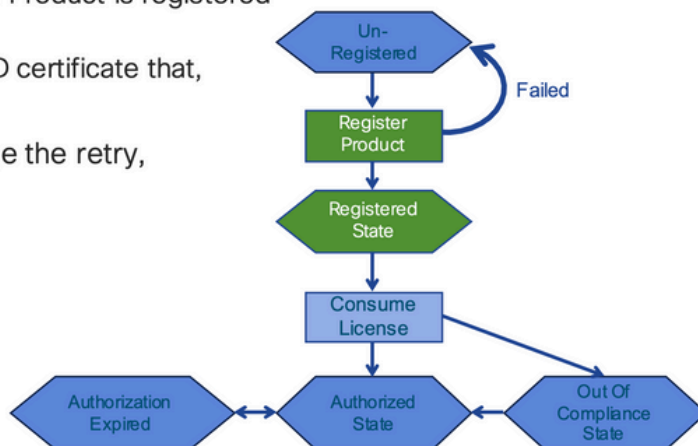 Product is registered
D certificate that,
e the retry,
Un-
Registered
Failed
Register
Product
Registered
State
Consume
License
Authorization
Expired
Authorized
State
Out Of
Compliance
State